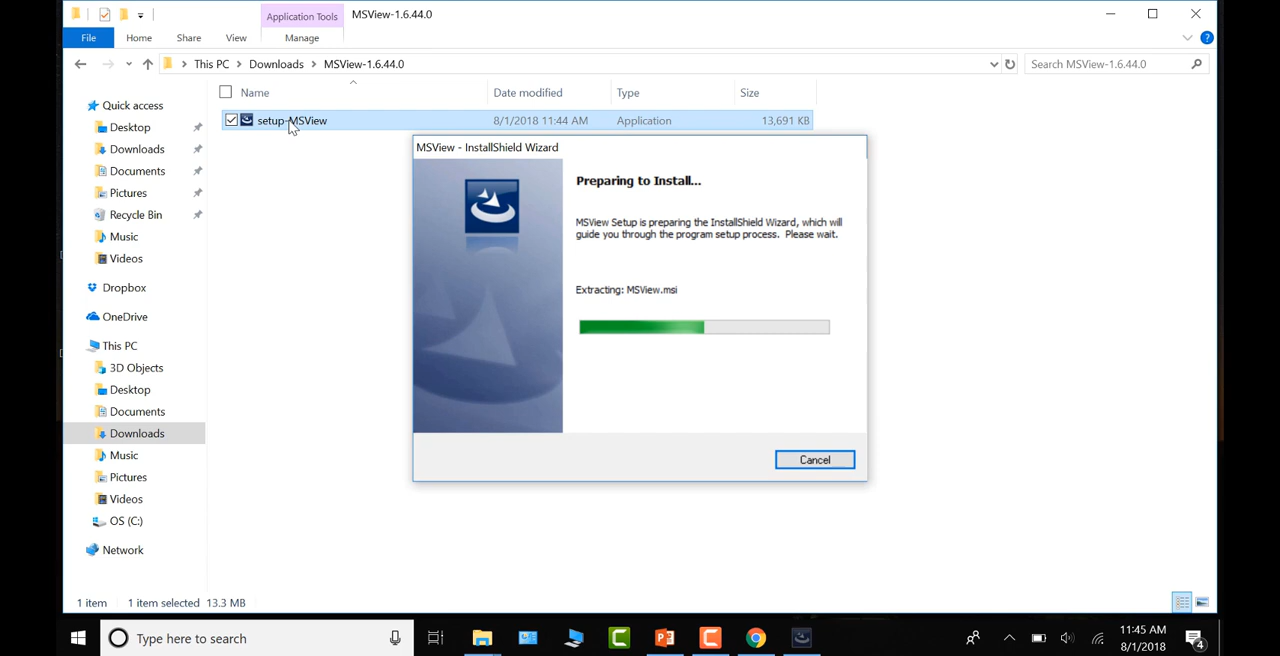 Application Tools
MSView-1.6.44.0
File
Home
Share
View
Manage
This PC > Downloads > MSView-1.6.44.0
Search MSView-1.6.44.0
Name
Date modified
Type
Size
Quick access
Desktop
Downloads
Documents
Pictures
Recycle Bin
Music
Videos
Dropbox
OneDrive
This PC
3D Objects
Desktop
Documents
Downloads
Music
Pictures
Videos
OS (C:)
Network
setup-MSView
8/1/2018 11:44 AM
Application
13,691 KB
MSView - InstallShield Wizard
Preparing to Install...
MSView Setup is preparing the InstallShield Wizard, which will
guide you through the program setup process. Please wait.
Extracting: MSView.msi
Cancel
1 item
1 item selected 13.3 MB
Type here to search
11:45 AM
8/1/2018
4